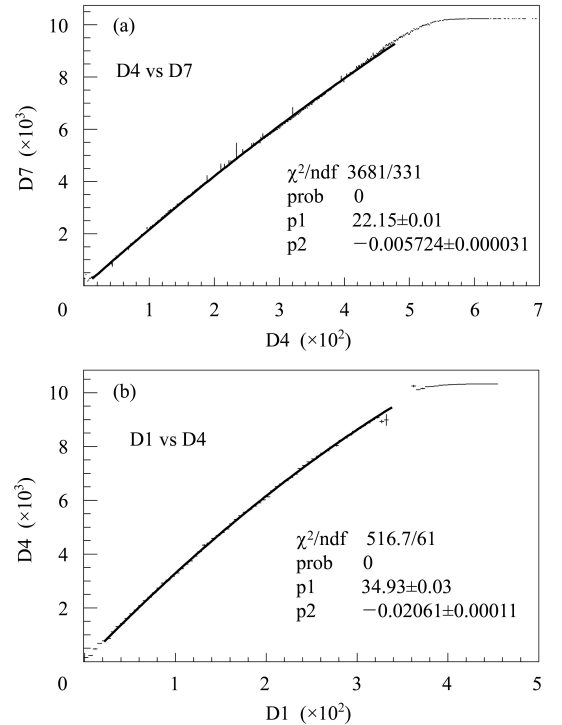 (a)
D4 vs D7
10
8
6
4
2
0
D7 (×10³)
χ²/ndf 3681/331
prob 0
p1 22.15±0.01
p2 −0.005724±0.000031
1 2 3 4 5 6 7
D4 (×10²)
(b)
D1 vs D4
10
8
6
4
2
0
D4 (×10³)
χ²/ndf 516.7/61
prob 0
p1 34.93±0.03
p2 −0.02061±0.00011
1 2 3 4 5
D1 (×10²)